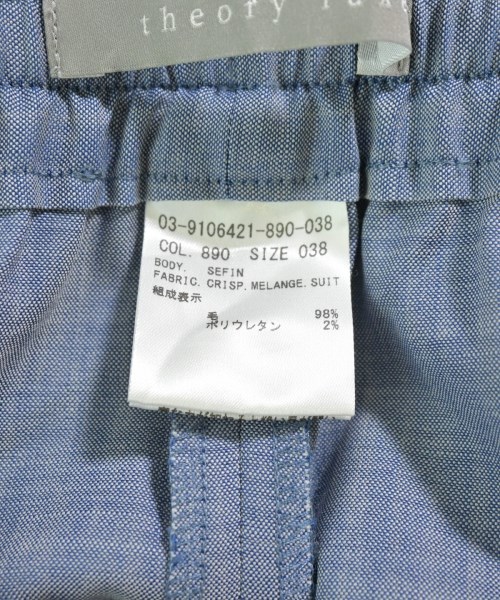 theory
03-9106421-890-038
COL. 890 SIZE 038
BODY. SEFIN
FABRIC. CRISP. MELANGE. SUIT
組成表示
毛 98%
ポリウレタン 2%